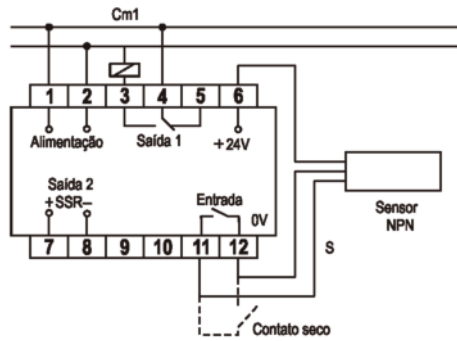 Cm1
1 2 3 4 5 6
Alimentação
Saída 1
+24V
Saída 2
+SSR–
Entrada
0V
7 8 9 10 11 12
Sensor
NPN
S
Contato seco